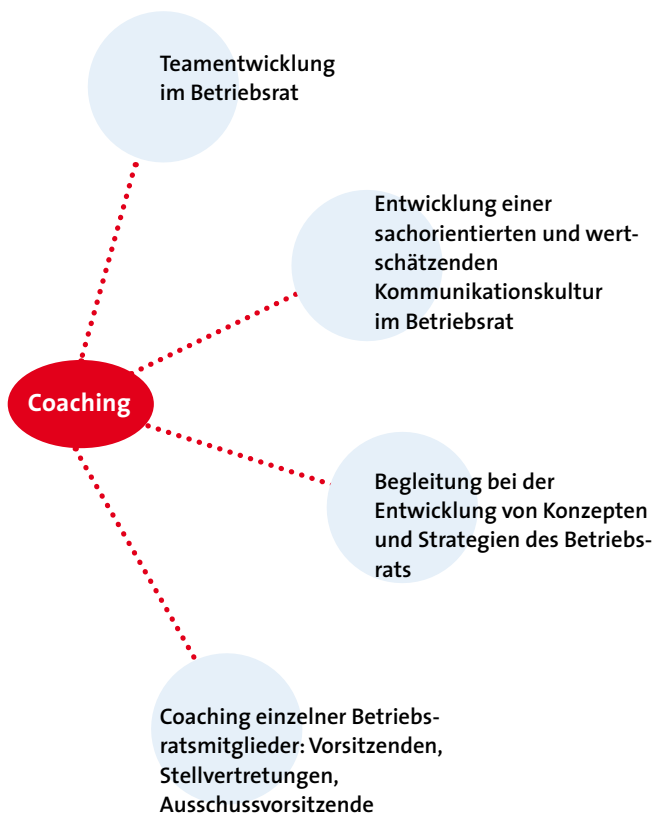 Teamentwicklung
im Betriebsrat
Entwicklung einer
sachorientierten und wert-
schätzenden
Kommunikationskultur
im Betriebsrat
Coaching
Begleitung bei der
Entwicklung von Konzepten
und Strategien des Betriebs-
rats
Coaching einzelner Betriebs-
ratsmitglieder: Vorsitzenden,
Stellvertretungen,
Ausschussvorsitzende